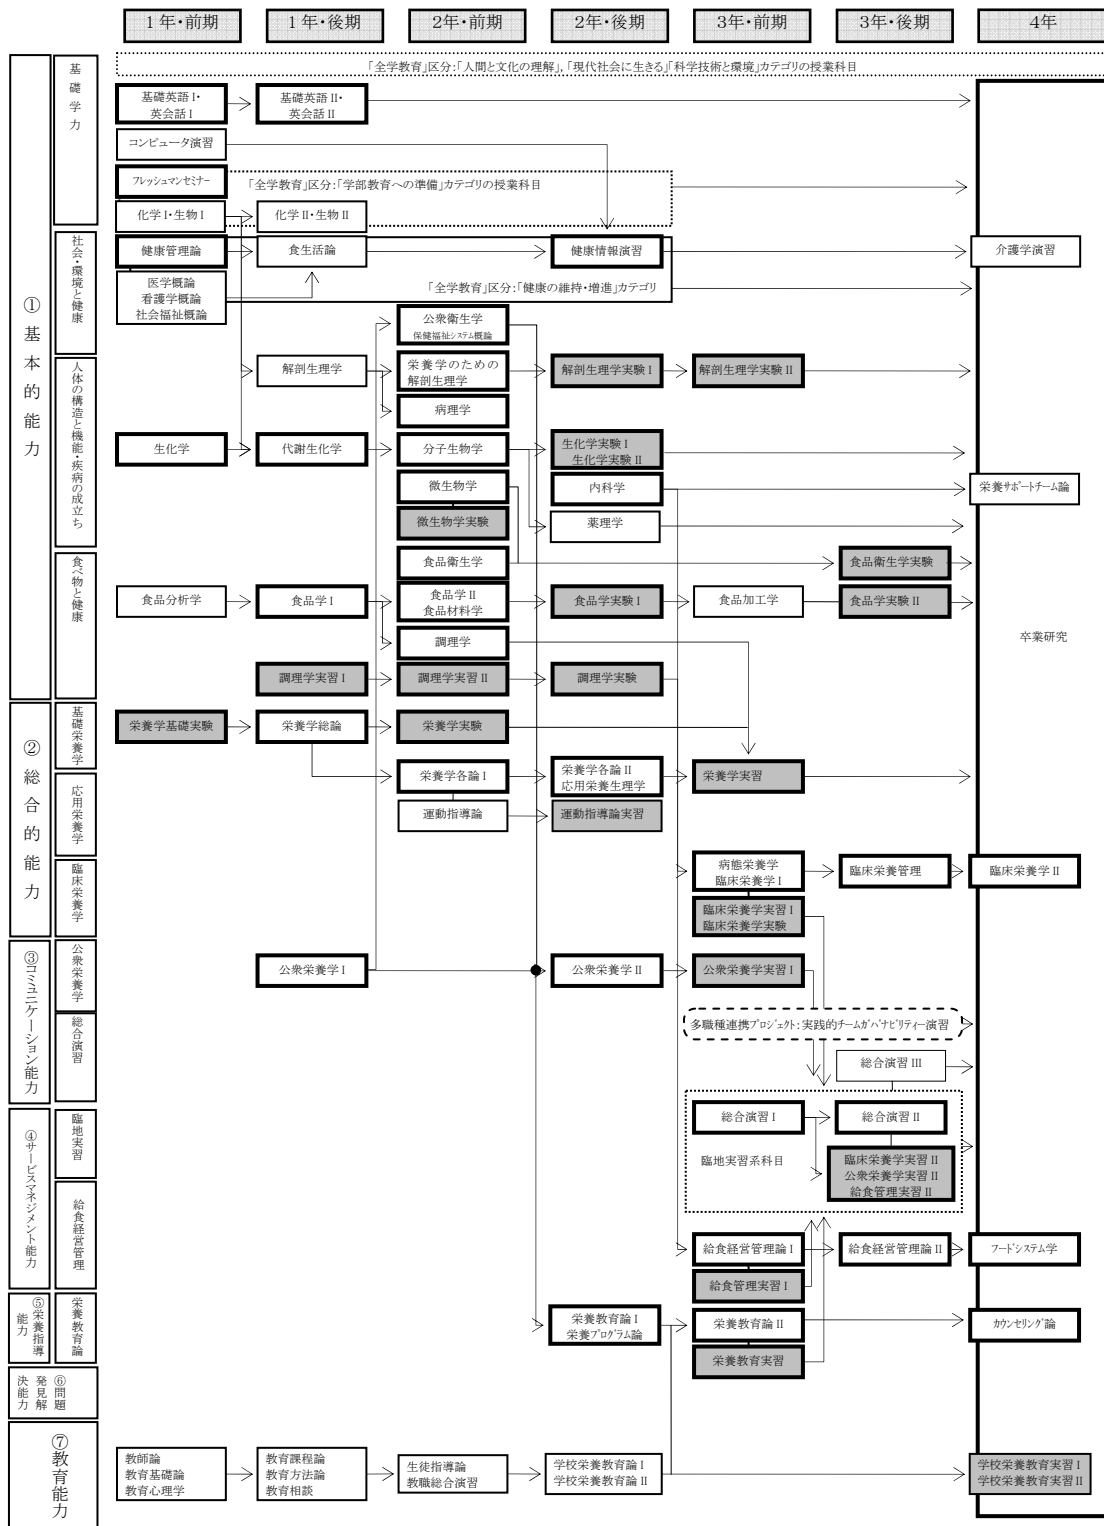 1年・前期
1年・後期
2年・前期
2年・後期
3年・前期
3年・後期
4年
①基本的能力
基礎学力
「全学教育」区分:「人間と文化の理解」,「現代社会に生きる」「科学技術と環境」カテゴリの授業科目
基礎英語Ⅰ・
英会話Ⅰ
基礎英語Ⅱ・
英会話Ⅱ
コンピュータ演習
フレッシュマンセミナー
「全学教育」区分:「学部教育への準備」カテゴリの授業科目
化学Ⅰ・生物Ⅰ
化学Ⅱ・生物Ⅱ
社会・環境と健康
健康管理論
食生活論
健康情報演習
介護学演習
医学概論
看護学概論
社会福祉概論
「全学教育」区分:「健康の維持・増進」カテゴリ
公衆衛生学
保健福祉システム概論
人体の構造と機能・疾病の成立ち
解剖生理学
栄養学のための
解剖生理学
解剖生理学実験Ⅰ
解剖生理学実験Ⅱ
病理学
生化学
代謝生化学
分子生物学
生化学実験Ⅰ
生化学実験Ⅱ
微生物学
内科学
栄養サポートチーム論
微生物学実験
薬理学
食べ物と健康
食品衛生学
食品衛生学実験
食品分析学
食品学Ⅰ
食品学Ⅱ
食品材料学
食品学実験Ⅰ
食品加工学
食品学実験Ⅱ
調理学
卒業研究
調理学実習Ⅰ
調理学実習Ⅱ
調理学実験
②総合的能力
基礎栄養学
栄養学基礎実験
栄養学総論
栄養学実験
応用栄養学
栄養学各論Ⅰ
栄養学各論Ⅱ
応用栄養生理学
栄養学実習
運動指導論
運動指導論実習
臨床栄養学
病態栄養学
臨床栄養学Ⅰ
臨床栄養管理
臨床栄養学Ⅱ
臨床栄養学実習Ⅰ
臨床栄養学実験
③コミュニケーション能力
公衆栄養学
公衆栄養学Ⅰ
公衆栄養学Ⅱ
公衆栄養学実習Ⅰ
総合演習
多職種連携プロジェクト:実践的チームガバナビリティー演習
総合演習Ⅲ
④サービスマネジメント能力
臨地実習
総合演習Ⅰ
総合演習Ⅱ
臨地実習系科目
臨床栄養学実習Ⅱ
公衆栄養学実習Ⅱ
給食管理実習Ⅱ
給食経営管理
給食経営管理論Ⅰ
給食経営管理論Ⅱ
フードシステム学
給食管理実習Ⅰ
⑤栄養指導
能力
栄養教育論
栄養教育論Ⅰ
栄養プログラム論
栄養教育論Ⅱ
カウンセリング論
栄養教育実習
⑥問題
発見解
決能力
⑦教育能力
教師論
教育基礎論
教育心理学
教育課程論
教育方法論
教育相談
生徒指導論
教職総合演習
学校栄養教育論Ⅰ
学校栄養教育論Ⅱ
学校栄養教育実習Ⅰ
学校栄養教育実習Ⅱ